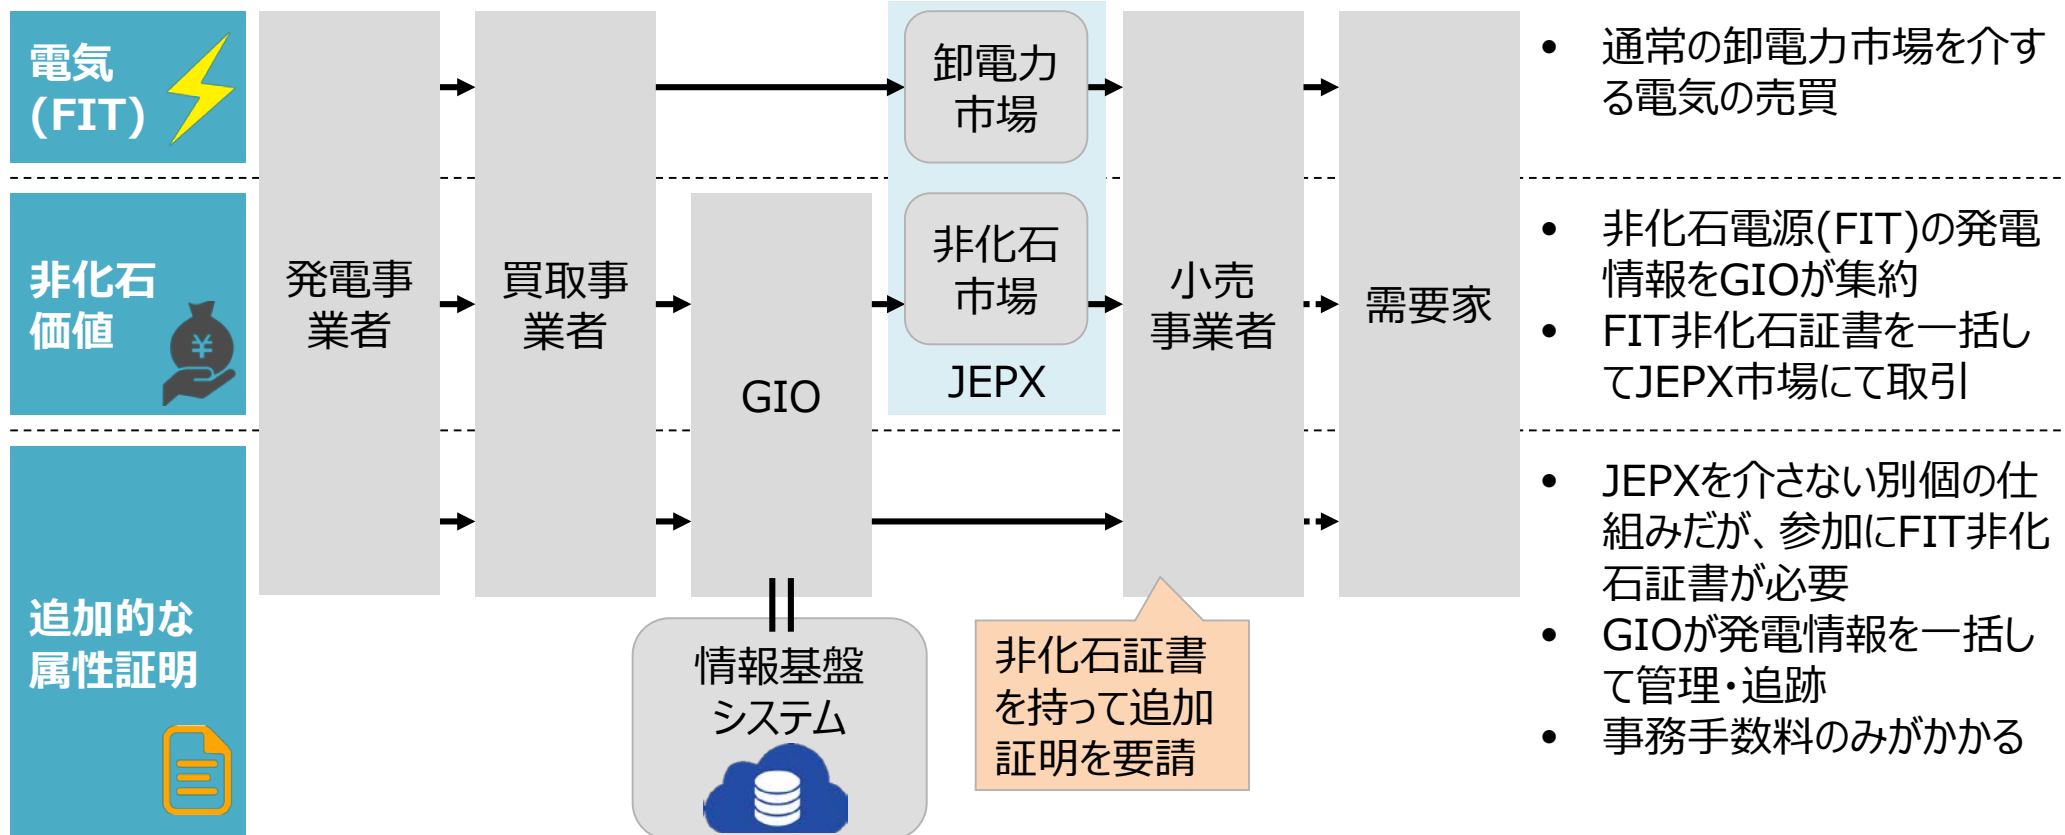 電気
(FIT)
卸電力
市場
• 通常の卸電力市場を介す
る電気の売買
非化石
価値
¥
発電事
業者
買取事
業者
GIO
非化石
市場
JEPX
小売
事業者
需要家
• 非化石電源(FIT)の発電
情報をGIOが集約
• FIT非化石証書を一括し
てJEPX市場にて取引
追加的な
属性証明
情報基盤
システム
非化石証書
を持って追加
証明を要請
• JEPXを介さない別個の仕
組みだが、参加にFIT非化
石証書が必要
• GIOが発電情報を一括し
て管理・追跡
• 事務手数料のみがかかる